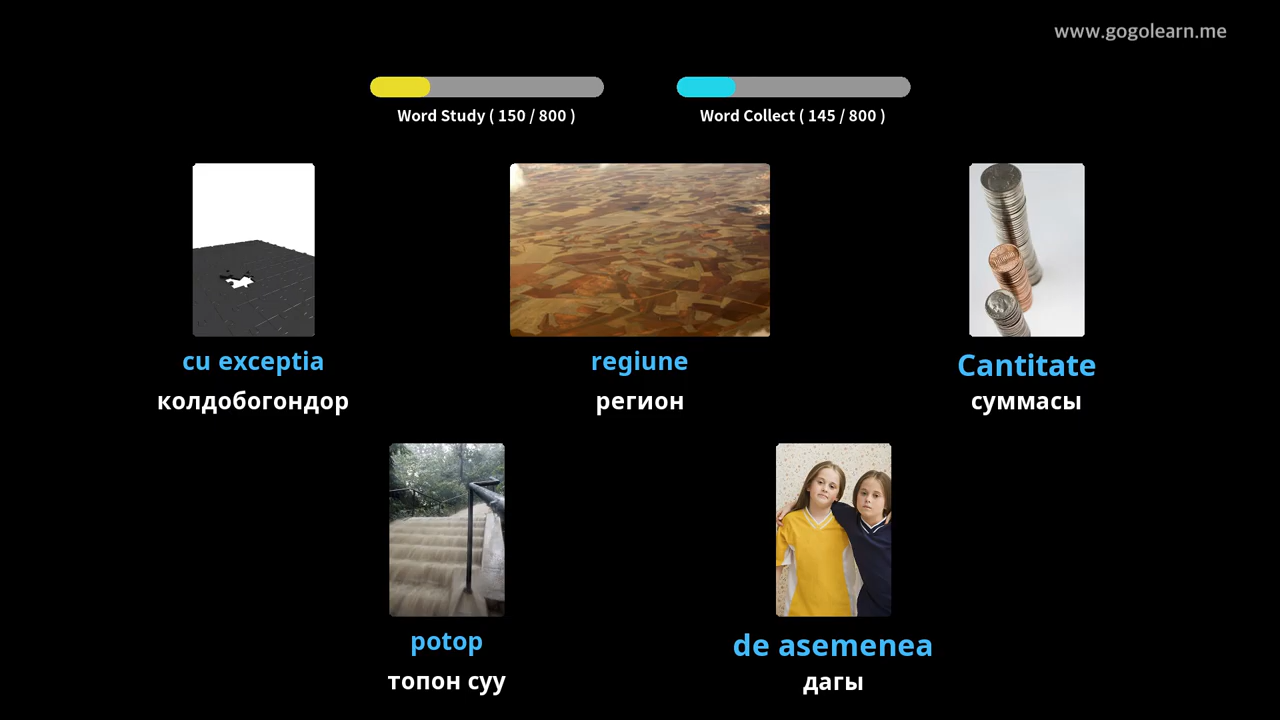 www.gogolearn.me
Word Study ( 150 / 800 )
Word Collect ( 145 / 800 )
cu exceptia
колдобогондор
regiune
регион
Cantitate
суммасы
potop
топон суу
de asemenea
дагы